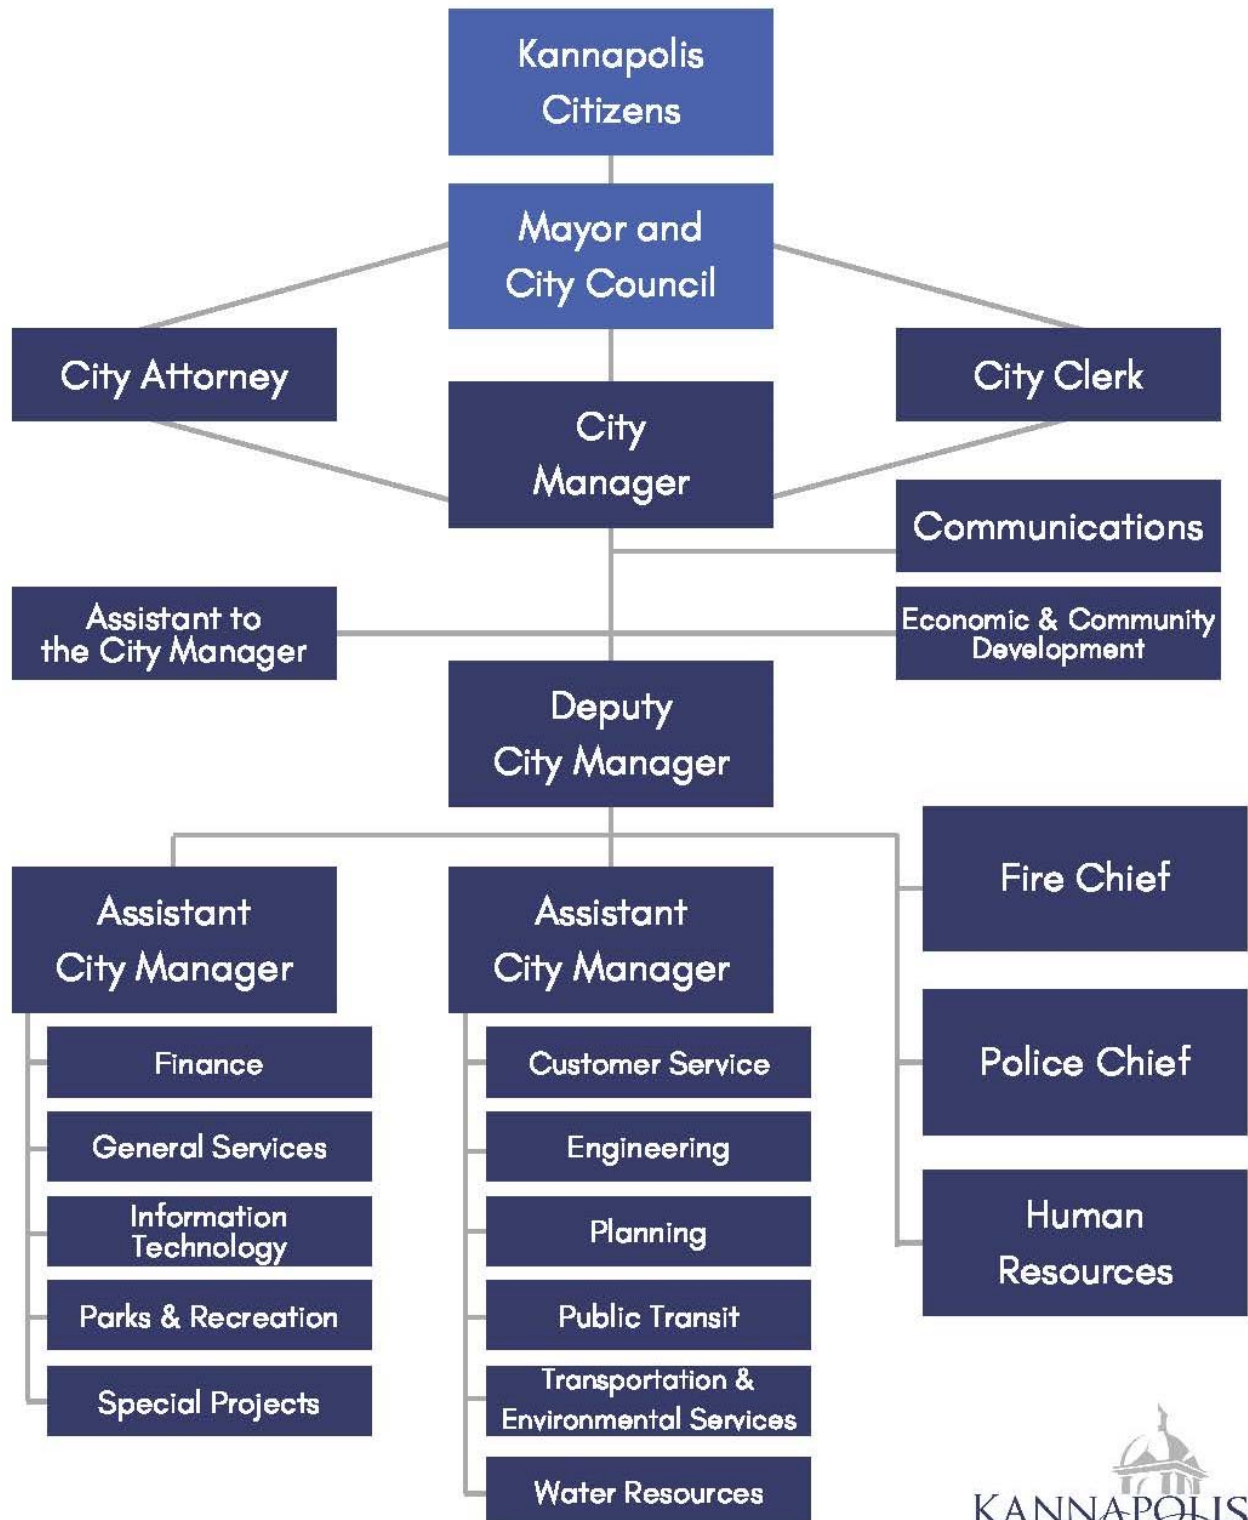 Kannapolis
Citizens
Mayor and
City Council
City Attorney
City Clerk
City
Manager
Communications
Assistant to
the City Manager
Economic & Community
Development
Deputy
City Manager
Assistant
City Manager
Finance
General Services
Information
Technology
Parks & Recreation
Special Projects
Assistant
City Manager
Customer Service
Engineering
Planning
Public Transit
Transportation &
Environmental Services
Water Resources
Fire Chief
Police Chief
Human
Resources
KANNAPOLIS